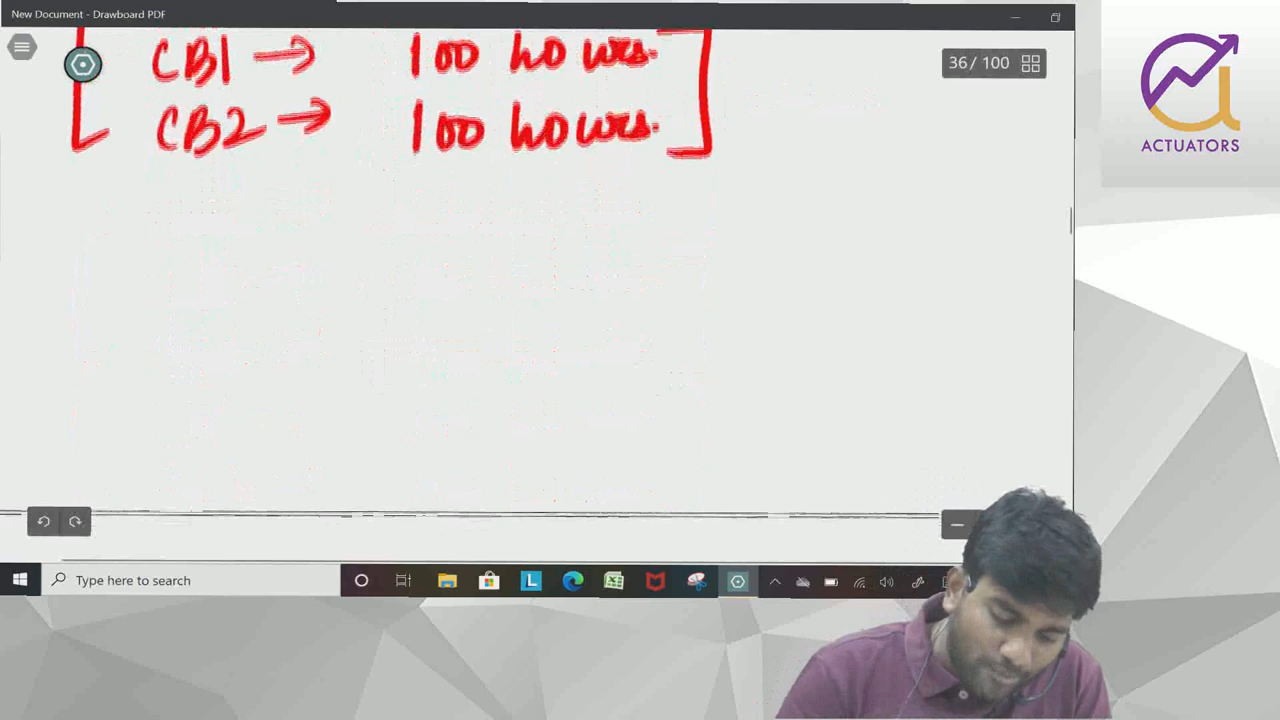 New Document - Drawboard PDF
CB1 → 100 hours.
CB2 → 100 hours.
36 / 100
ACTUATORS
Type here to search
L